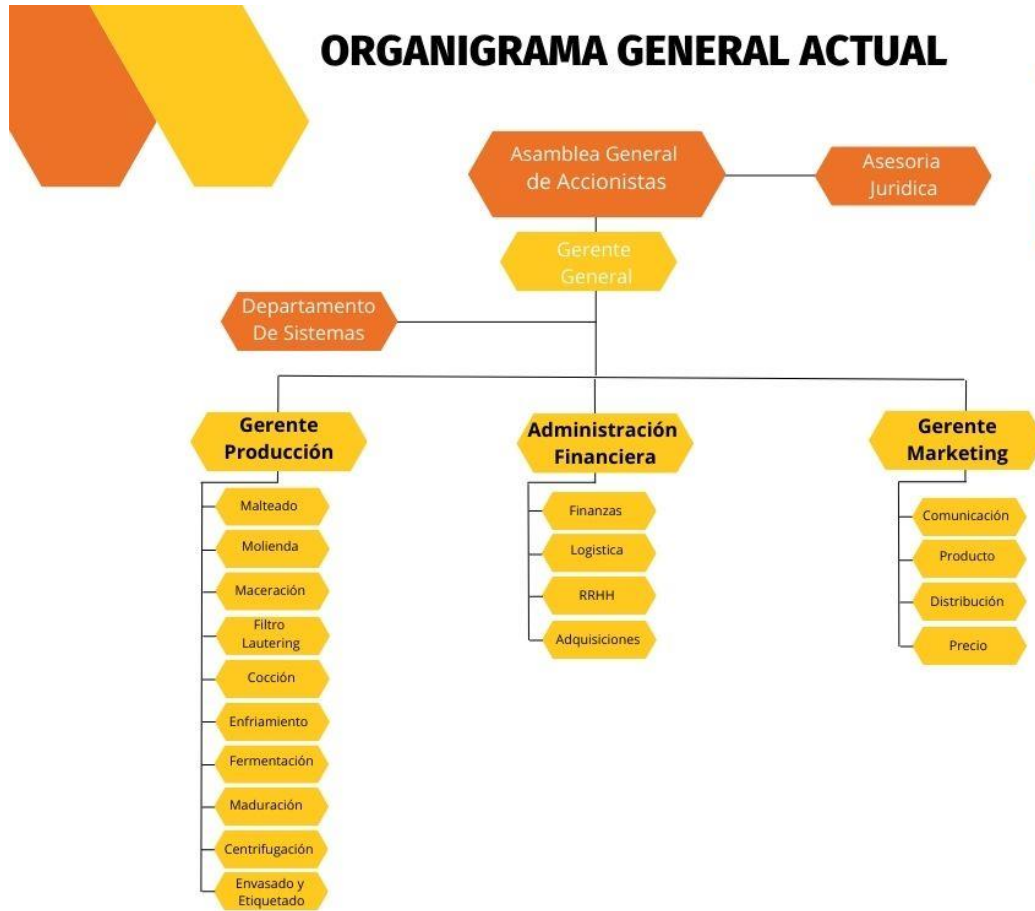 ORGANIGRAMA GENERAL ACTUAL
Asamblea General
de Accionistas
Asesoria
Juridica
Gerente
General
Departamento
De Sistemas
Gerente
Producción
Administración
Financiera
Gerente
Marketing
Malteado
Molienda
Maceración
Filtro
Lautering
Cocción
Enfriamiento
Fermentación
Maduración
Centrifugación
Envasado y
Etiquetado
Finanzas
Logistica
RRHH
Adquisiciones
Comunicación
Producto
Distribución
Precio